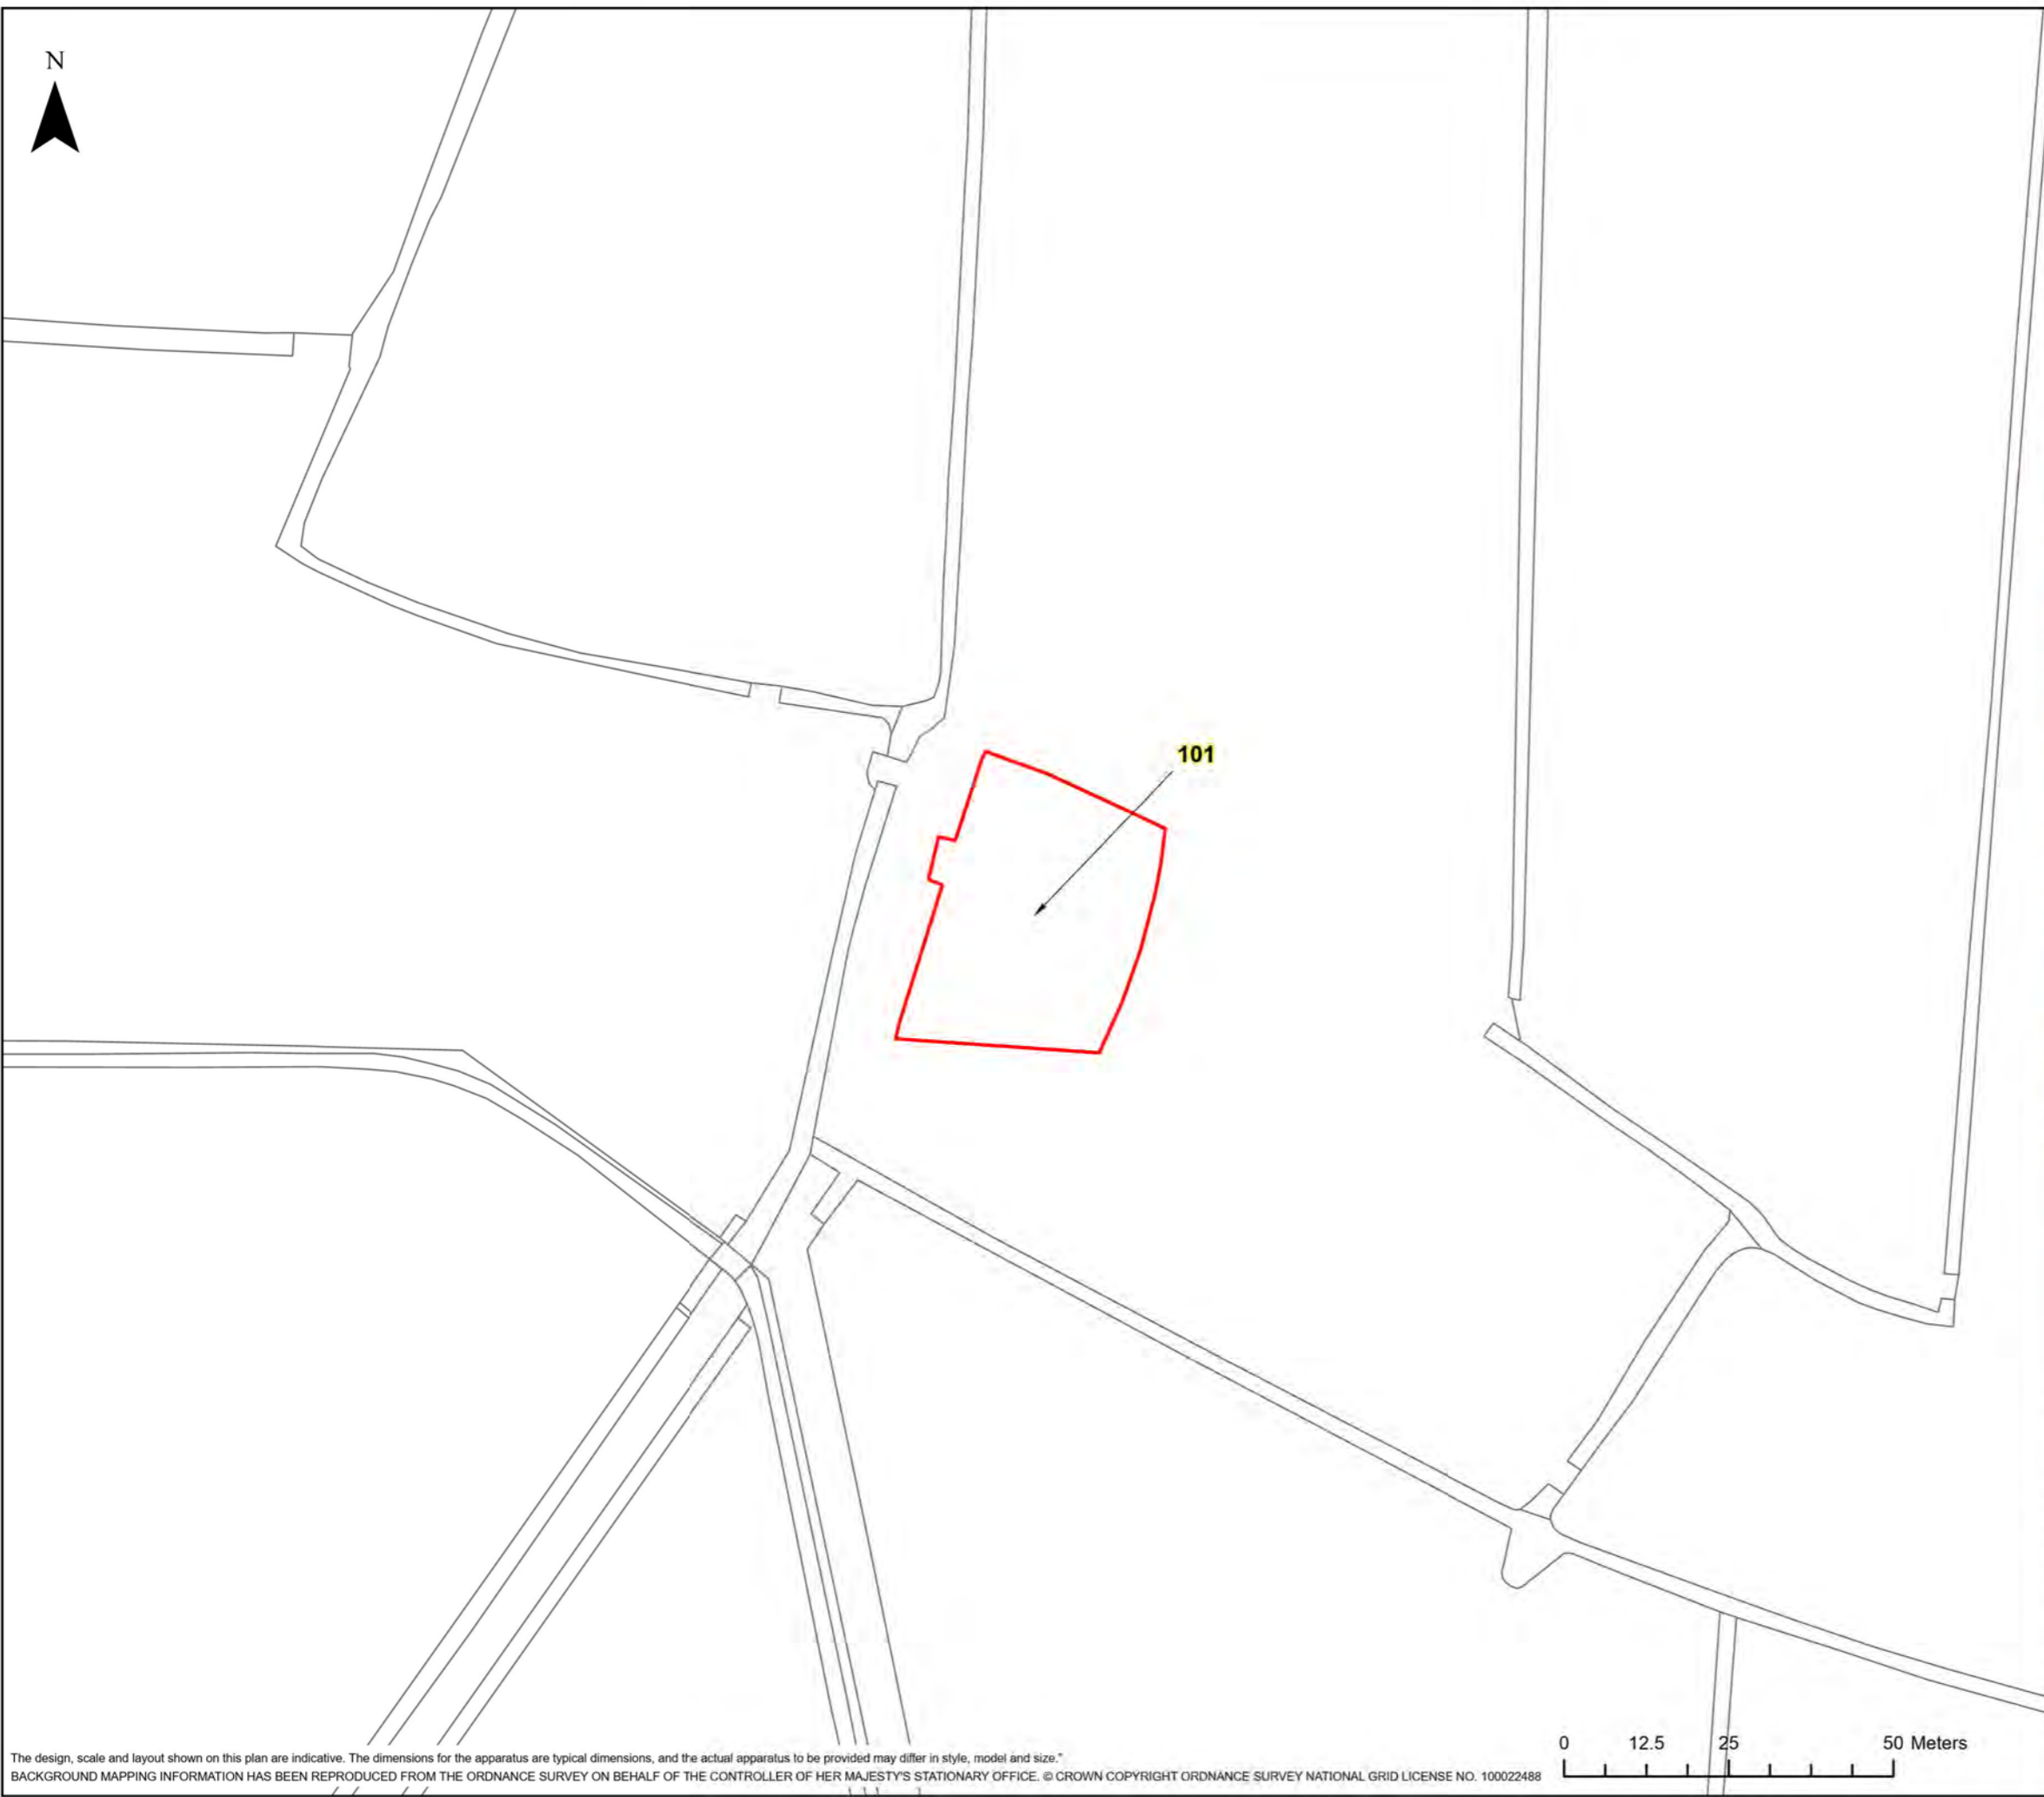 N
101
0 12.5 25 50 Meters
The design, scale and layout shown on this plan are indicative. The dimensions for the apparatus are typical dimensions, and the actual apparatus to be provided may differ in style, model and size."
BACKGROUND MAPPING INFORMATION HAS BEEN REPRODUCED FROM THE ORDNANCE SURVEY ON BEHALF OF THE CONTROLLER OF HER MAJESTY'S STATIONARY OFFICE. © CROWN COPYRIGHT ORDNANCE SURVEY NATIONAL GRID LICENSE NO. 100022488